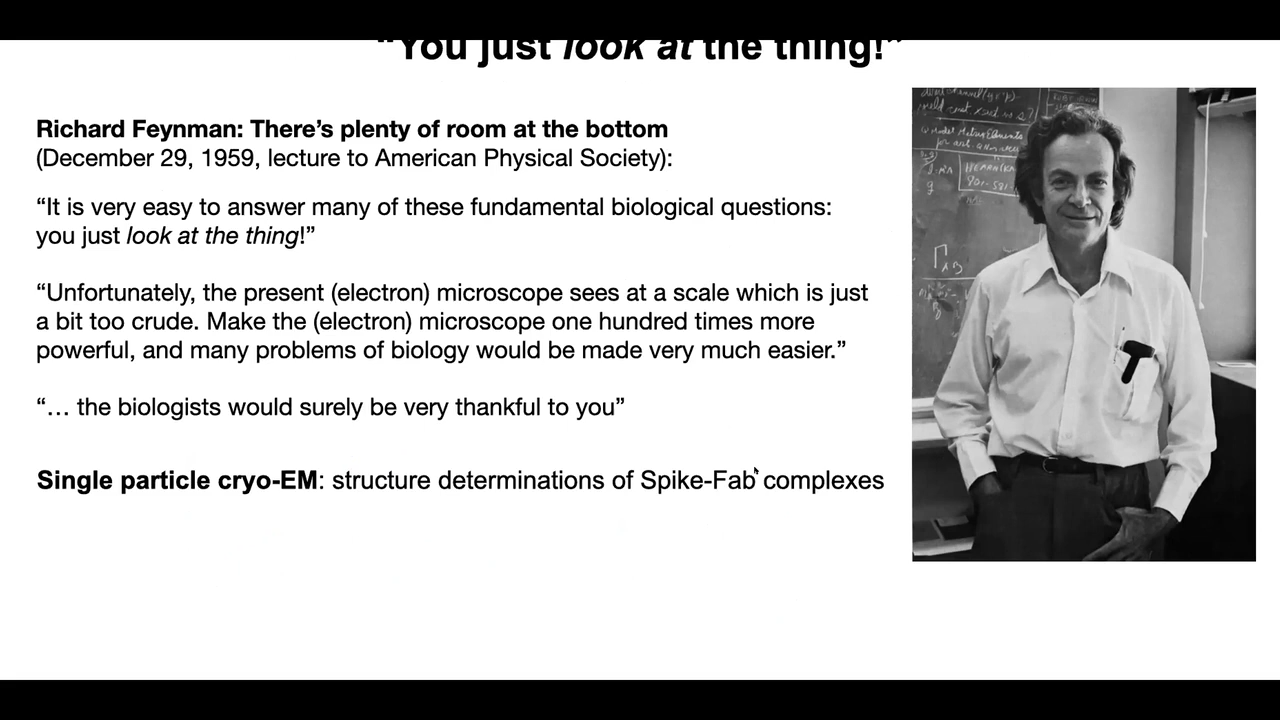 “You just look at the thing!”
Richard Feynman: There’s plenty of room at the bottom
(December 29, 1959, lecture to American Physical Society):
“It is very easy to answer many of these fundamental biological questions:
you just look at the thing!”
“Unfortunately, the present (electron) microscope sees at a scale which is just
a bit too crude. Make the (electron) microscope one hundred times more
powerful, and many problems of biology would be made very much easier.”
“… the biologists would surely be very thankful to you”
Single particle cryo-EM: structure determinations of Spike-Fab complexes